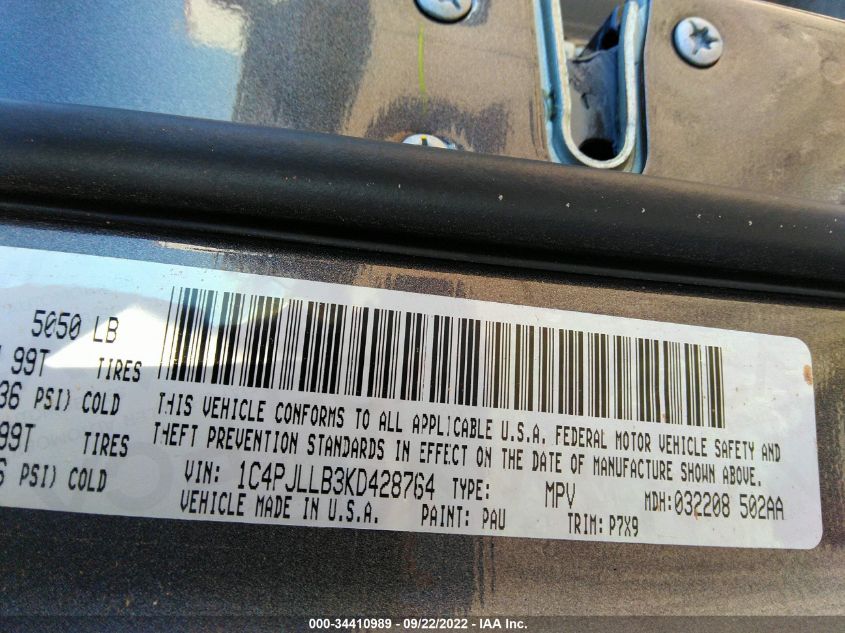 5050 LB
99T TIRES
36 PSI) COLD
99T TIRES
PSI) COLD
THIS VEHICLE CONFORMS TO ALL APPLICABLE U.S.A. FEDERAL MOTOR VEHICLE SAFETY AND
THEFT PREVENTION STANDARDS IN EFFECT ON THE DATE OF MANUFACTURE SHOWN ABOVE.
VIN: 1C4PJLLB3KD428764 TYPE: MPV MDH:032208 502AA
VEHICLE MADE IN U.S.A. PAINT: PAU TRIM: P7X9
000-34410989 - 09/22/2022 - IAA Inc.